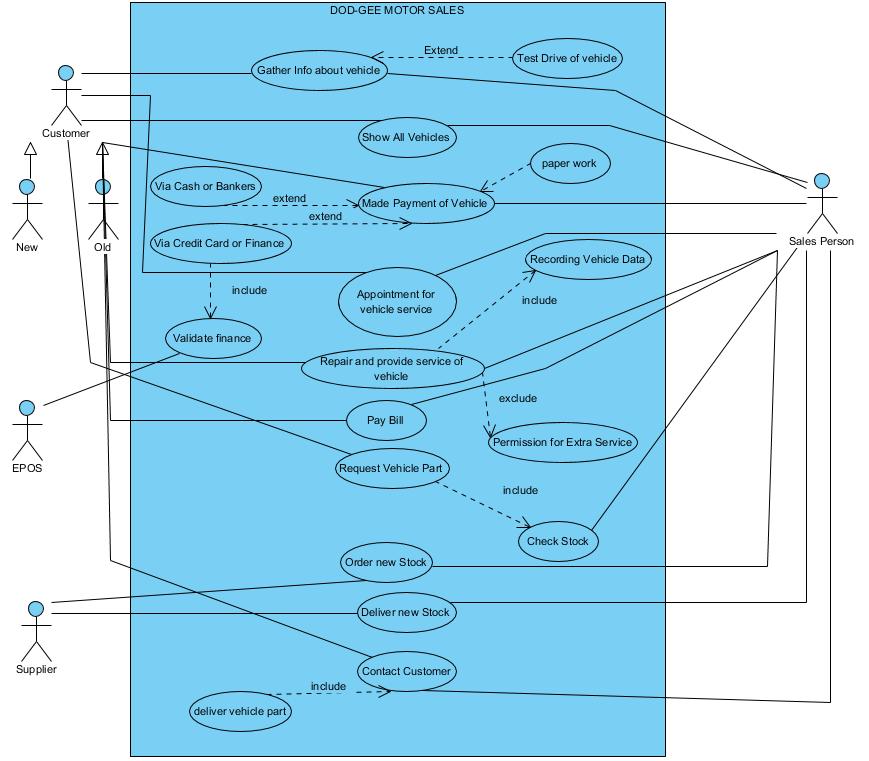 DOD-GEE MOTOR SALES
Extend
Test Drive of vehicle
Gather Info about vehicle
Customer
Show All Vehicles
paper work
Via Cash or Bankers
extend
Made Payment of Vehicle
extend
New
Old
Via Credit Card or Finance
Sales Person
Recording Vehicle Data
include
Appointment for
vehicle service
include
Validate finance
Repair and provide service of
vehicle
exclude
Pay Bill
Permission for Extra Service
EPOS
Request Vehicle Part
include
Check Stock
Order new Stock
Deliver new Stock
Supplier
Contact Customer
include
deliver vehicle part